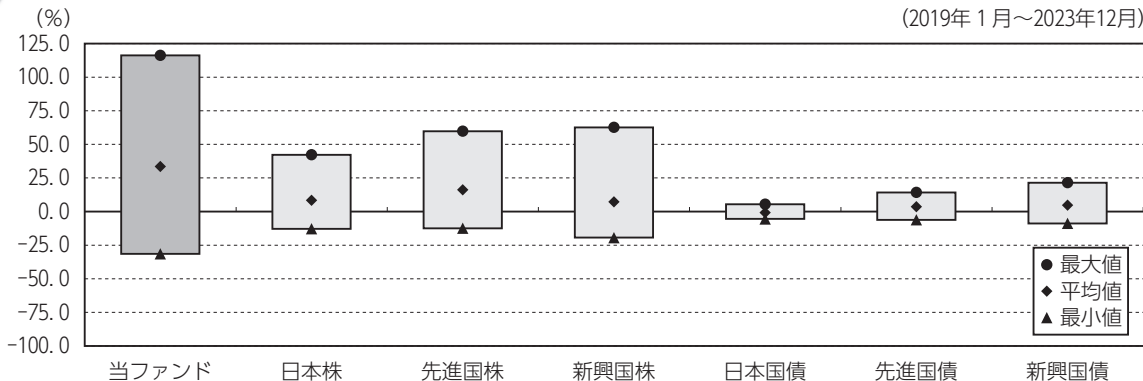 (%)
(2019年1月～2023年12月)
125.0
100.0
75.0
50.0
25.0
0.0
-25.0
-50.0
-75.0
-100.0
● 最大値
◆ 平均値
▲ 最小値
当ファンド 日本株 先進国株 新興国株 日本国債 先進国債 新興国債